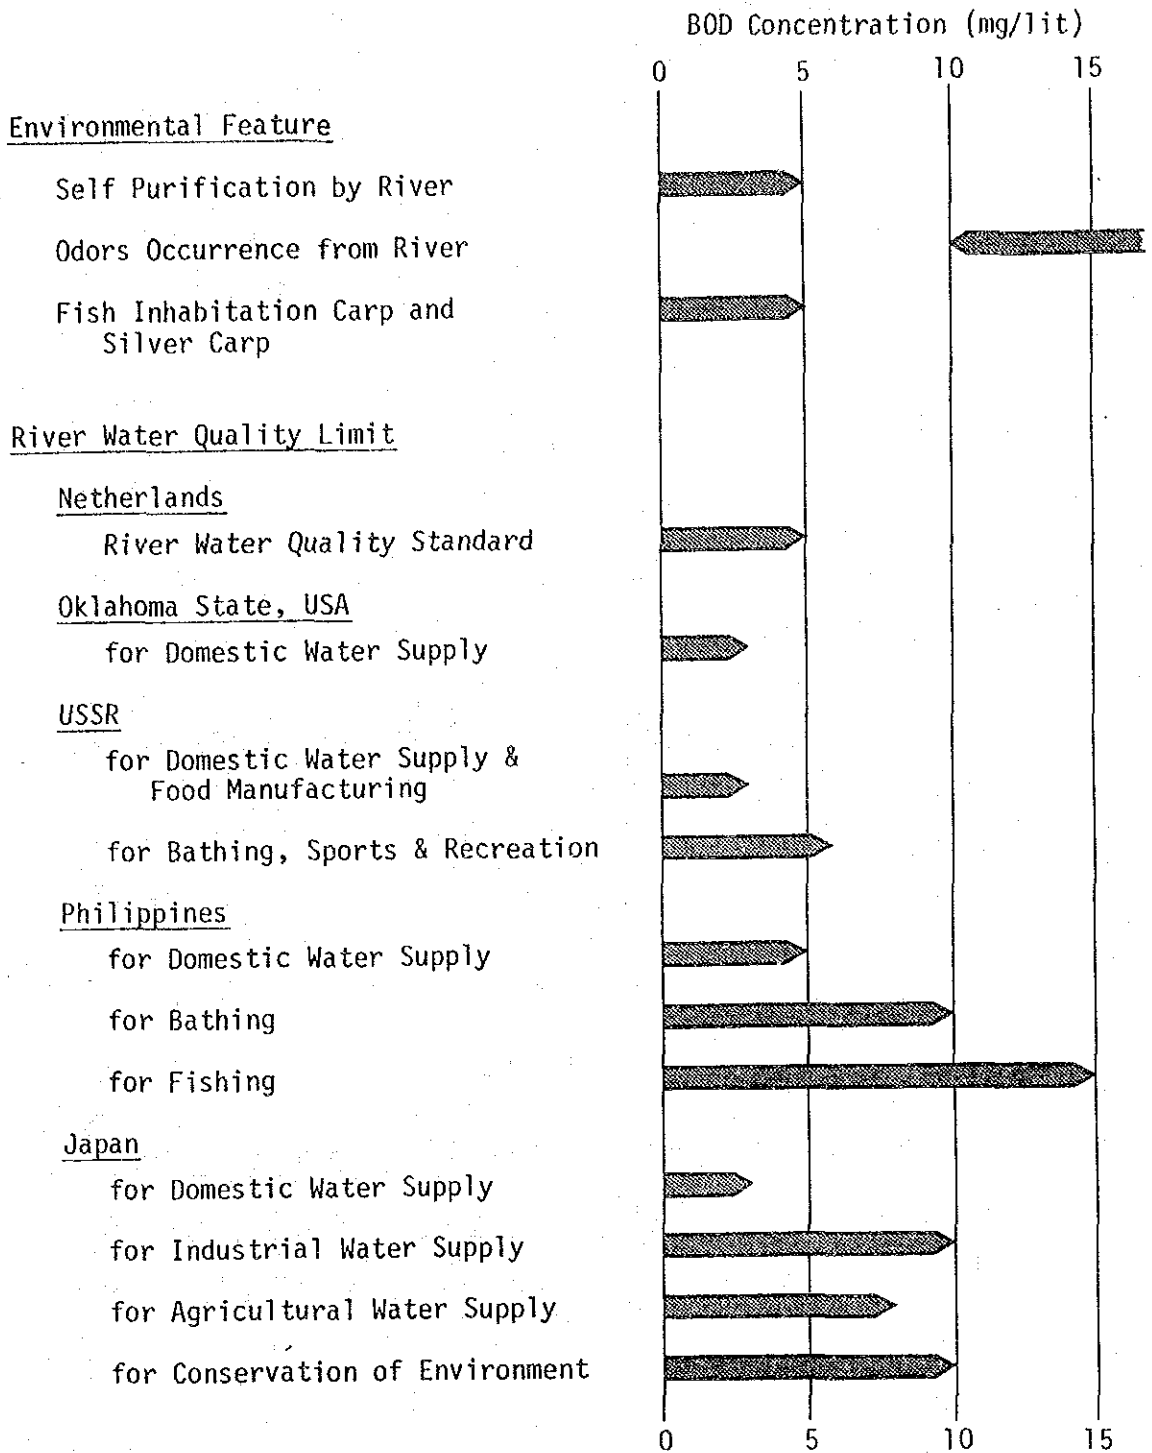 BOD Concentration (mg/lit)
0 5 10 15
Environmental Feature
Self Purification by River
Odors Occurrence from River
Fish Inhabitation Carp and
Silver Carp
River Water Quality Limit
Netherlands
River Water Quality Standard
Oklahoma State, USA
for Domestic Water Supply
USSR
for Domestic Water Supply &
Food Manufacturing
for Bathing, Sports & Recreation
Philippines
for Domestic Water Supply
for Bathing
for Fishing
Japan
for Domestic Water Supply
for Industrial Water Supply
for Agricultural Water Supply
for Conservation of Environment
0 5 10 15